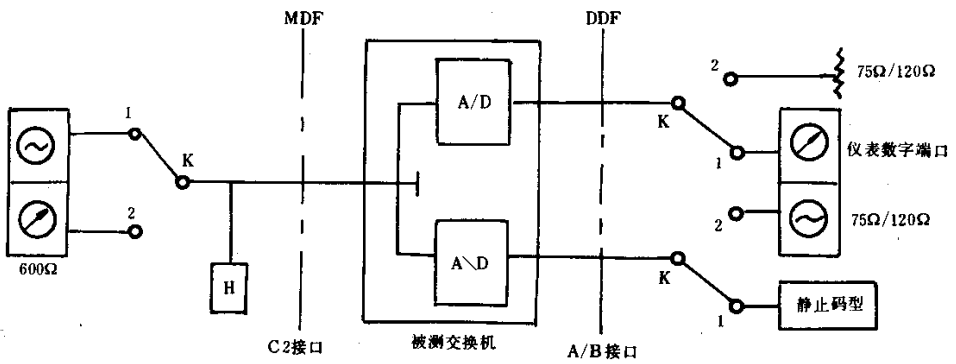 MDF
DDF
2
75Ω/120Ω
1
A/D
K
K
1
仪表数字端口
2
2
75Ω/120Ω
600Ω
H
A\D
K
1
静止码型
C2接口
被测交换机
A/B接口